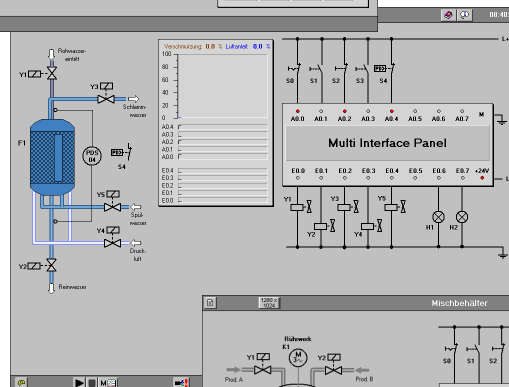 08:40:
Rohwasser-
eintritt
Y1
Y3
Schlamm-
wasser
F1
PDS
04
S4
Y5
Spül-
wasser
Y4
Druck-
luft
Y2
Reinwasser
Verschmutzung: 0.0 % Luftanteil 0.0 %
100
80
60
40
20
0
A0.4
A0.3
A0.2
A0.1
A0.0
E0.4
E0.3
E0.2
E0.1
E0.0
L+
S0 S1 S2 S3 S4
A0.0 A0.1 A0.2 A0.3 A0.4 A0.5 A0.6 A0.7 M
Multi Interface Panel
E0.0 E0.1 E0.2 E0.3 E0.4 E0.5 E0.6 E0.7 +24V
L
Y1 Y3 Y5
Y2 Y4 H1 H2
M
1280 x
1024
Mischbehälter
Rührwerk
K1
M
3~
Y1 Y2
Prod. A Prod. B
S0 S1 S2